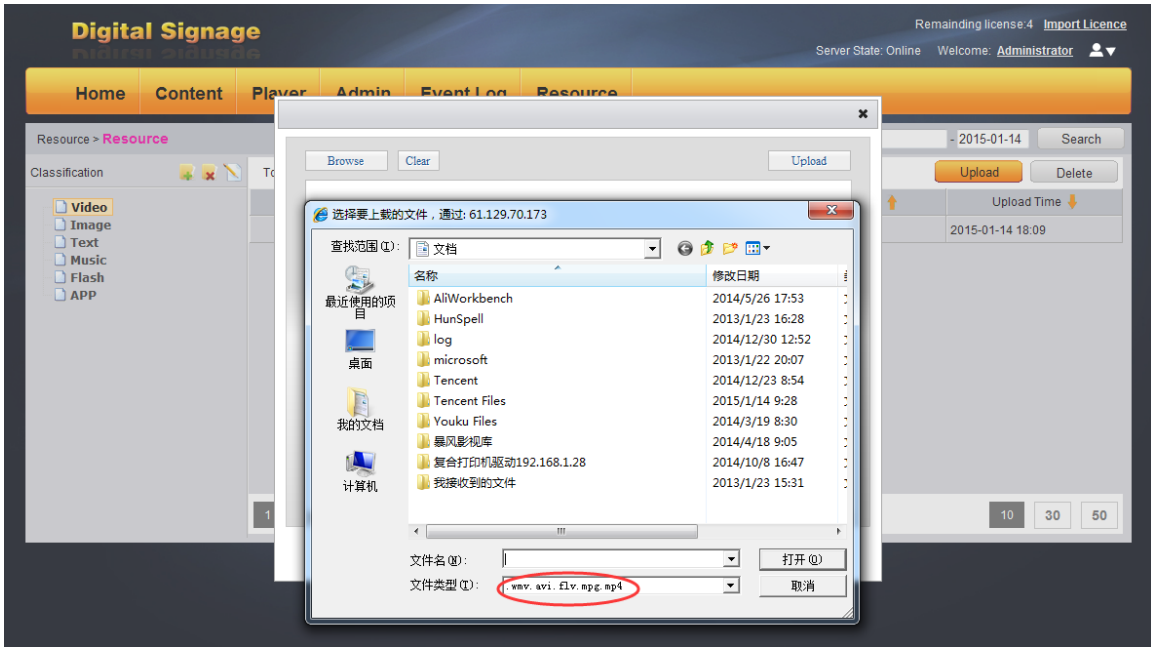 Digital Signage
Remainding license:4 Import Licence
Server State: Online Welcome: Administrator
Home Content Player Admin Event Log Resource
Resource > Resource
- 2015-01-14 Search
Classification
Upload Delete
Video
Image
Text
Music
Flash
APP
Upload Time
2015-01-14 18:09
1
10 30 50
Browse Clear Upload
选择要上载的文件，通过: 61.129.70.173
查找范围(I): 文档
最近使用的项目
桌面
我的文档
计算机
名称 修改日期
AliWorkbench 2014/5/26 17:53
HunSpell 2013/1/23 16:28
log 2014/12/30 12:52
microsoft 2013/1/22 20:07
Tencent 2014/12/23 8:54
Tencent Files 2015/1/14 9:28
Youku Files 2014/3/19 8:30
暴风影视库 2014/4/18 9:05
复合打印机驱动192.168.1.28 2014/10/8 16:47
我接收到的文件 2013/1/23 15:31
文件名(N): 打开(O)
文件类型(T): .wmv.avi.flv.mpg.mp4 取消